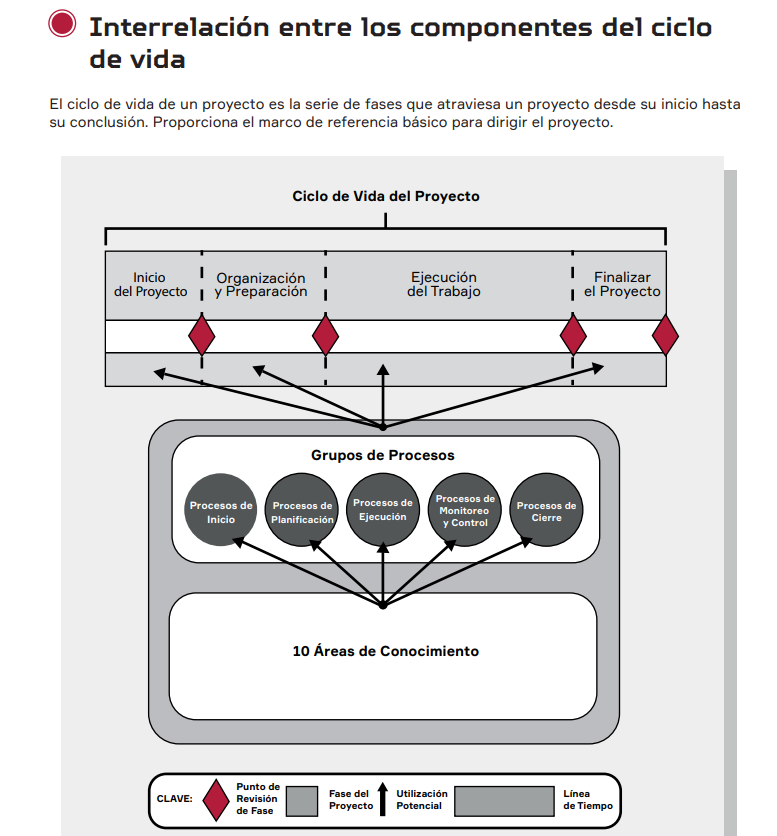 Interrelación entre los componentes del ciclo
de vida
El ciclo de vida de un proyecto es la serie de fases que atraviesa un proyecto desde su inicio hasta
su conclusión. Proporciona el marco de referencia básico para dirigir el proyecto.
Ciclo de Vida del Proyecto
Inicio
del Proyecto
Organización
y Preparación
Ejecución
del Trabajo
Finalizar
el Proyecto
Grupos de Procesos
Procesos de
Inicio
Procesos de
Planificación
Procesos de
Ejecución
Procesos de
Monitoreo
y Control
Procesos de
Cierre
10 Áreas de Conocimiento
CLAVE:
Punto de
Revisión
de Fase
Fase del
Proyecto
Utilización
Potencial
Línea
de Tiempo